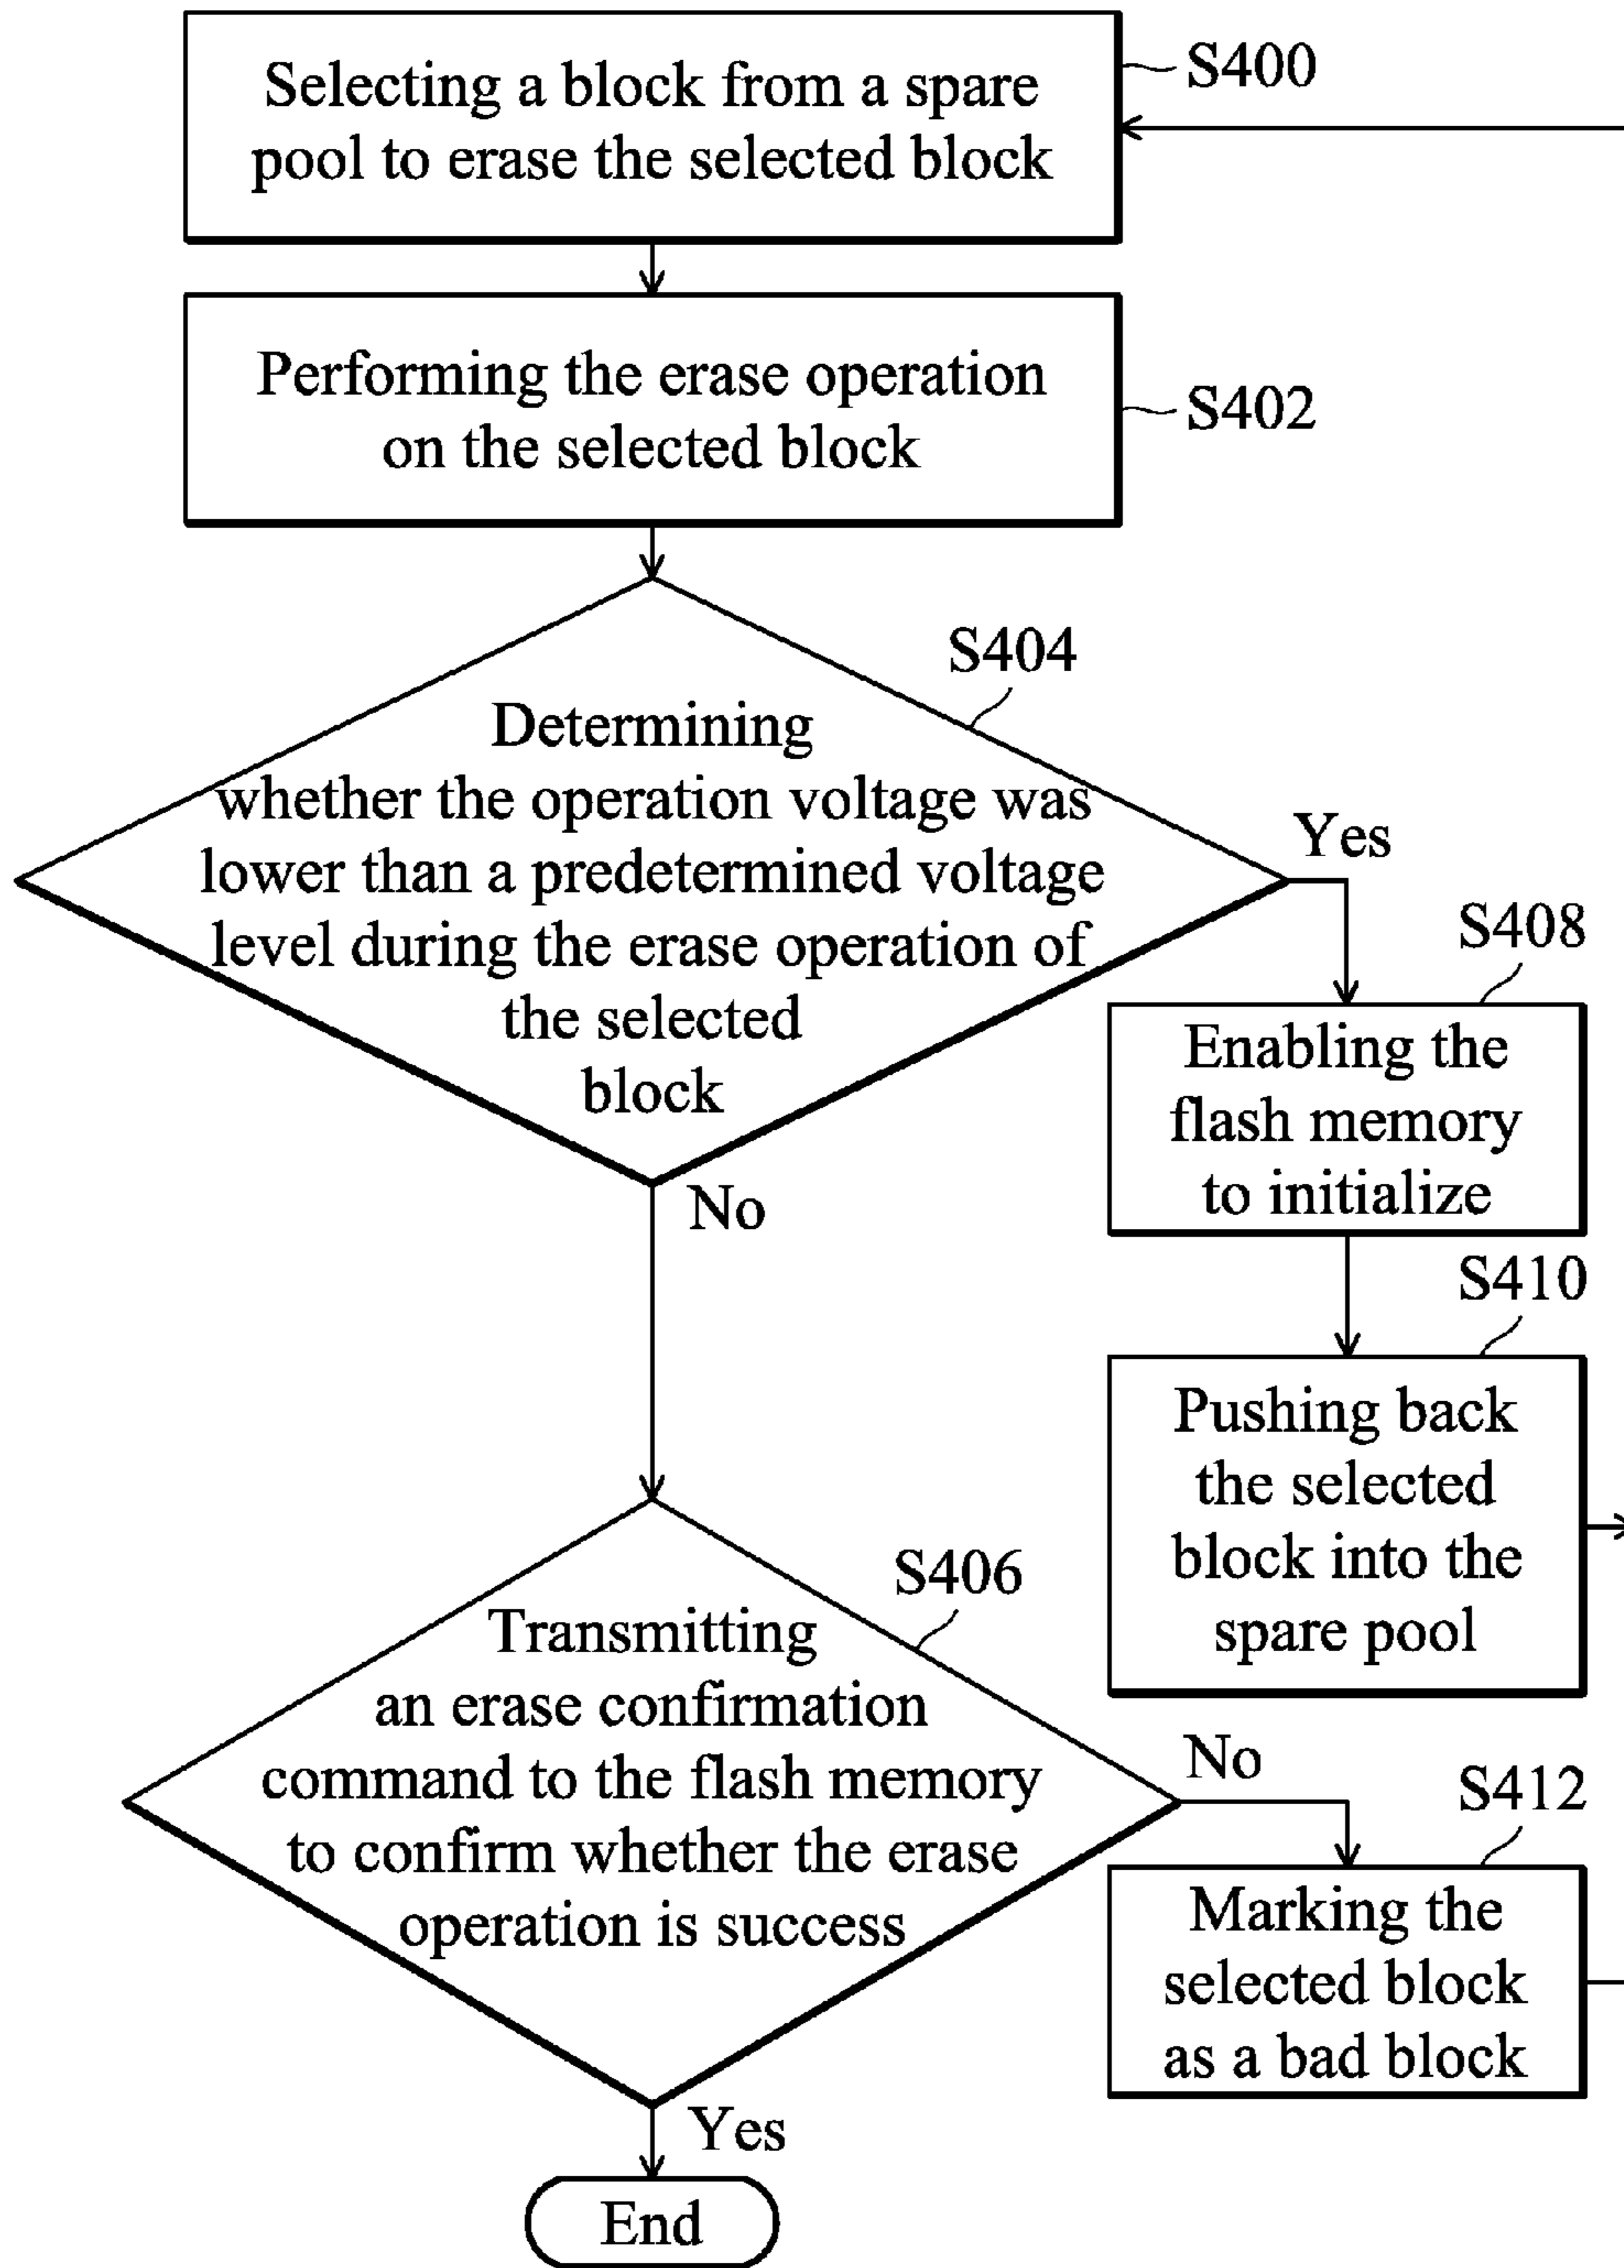 Selecting a block from a spare
pool to erase the selected block
S400
Performing the erase operation
on the selected block
S402
S404
Determining
whether the operation voltage was
lower than a predetermined voltage
level during the erase operation of
the selected
block
Yes
No
S408
Enabling the
flash memory
to initialize
S410
Pushing back
the selected
block into the
spare pool
S406
Transmitting
an erase confirmation
command to the flash memory
to confirm whether the erase
operation is success
No
S412
Marking the
selected block
as a bad block
Yes
End